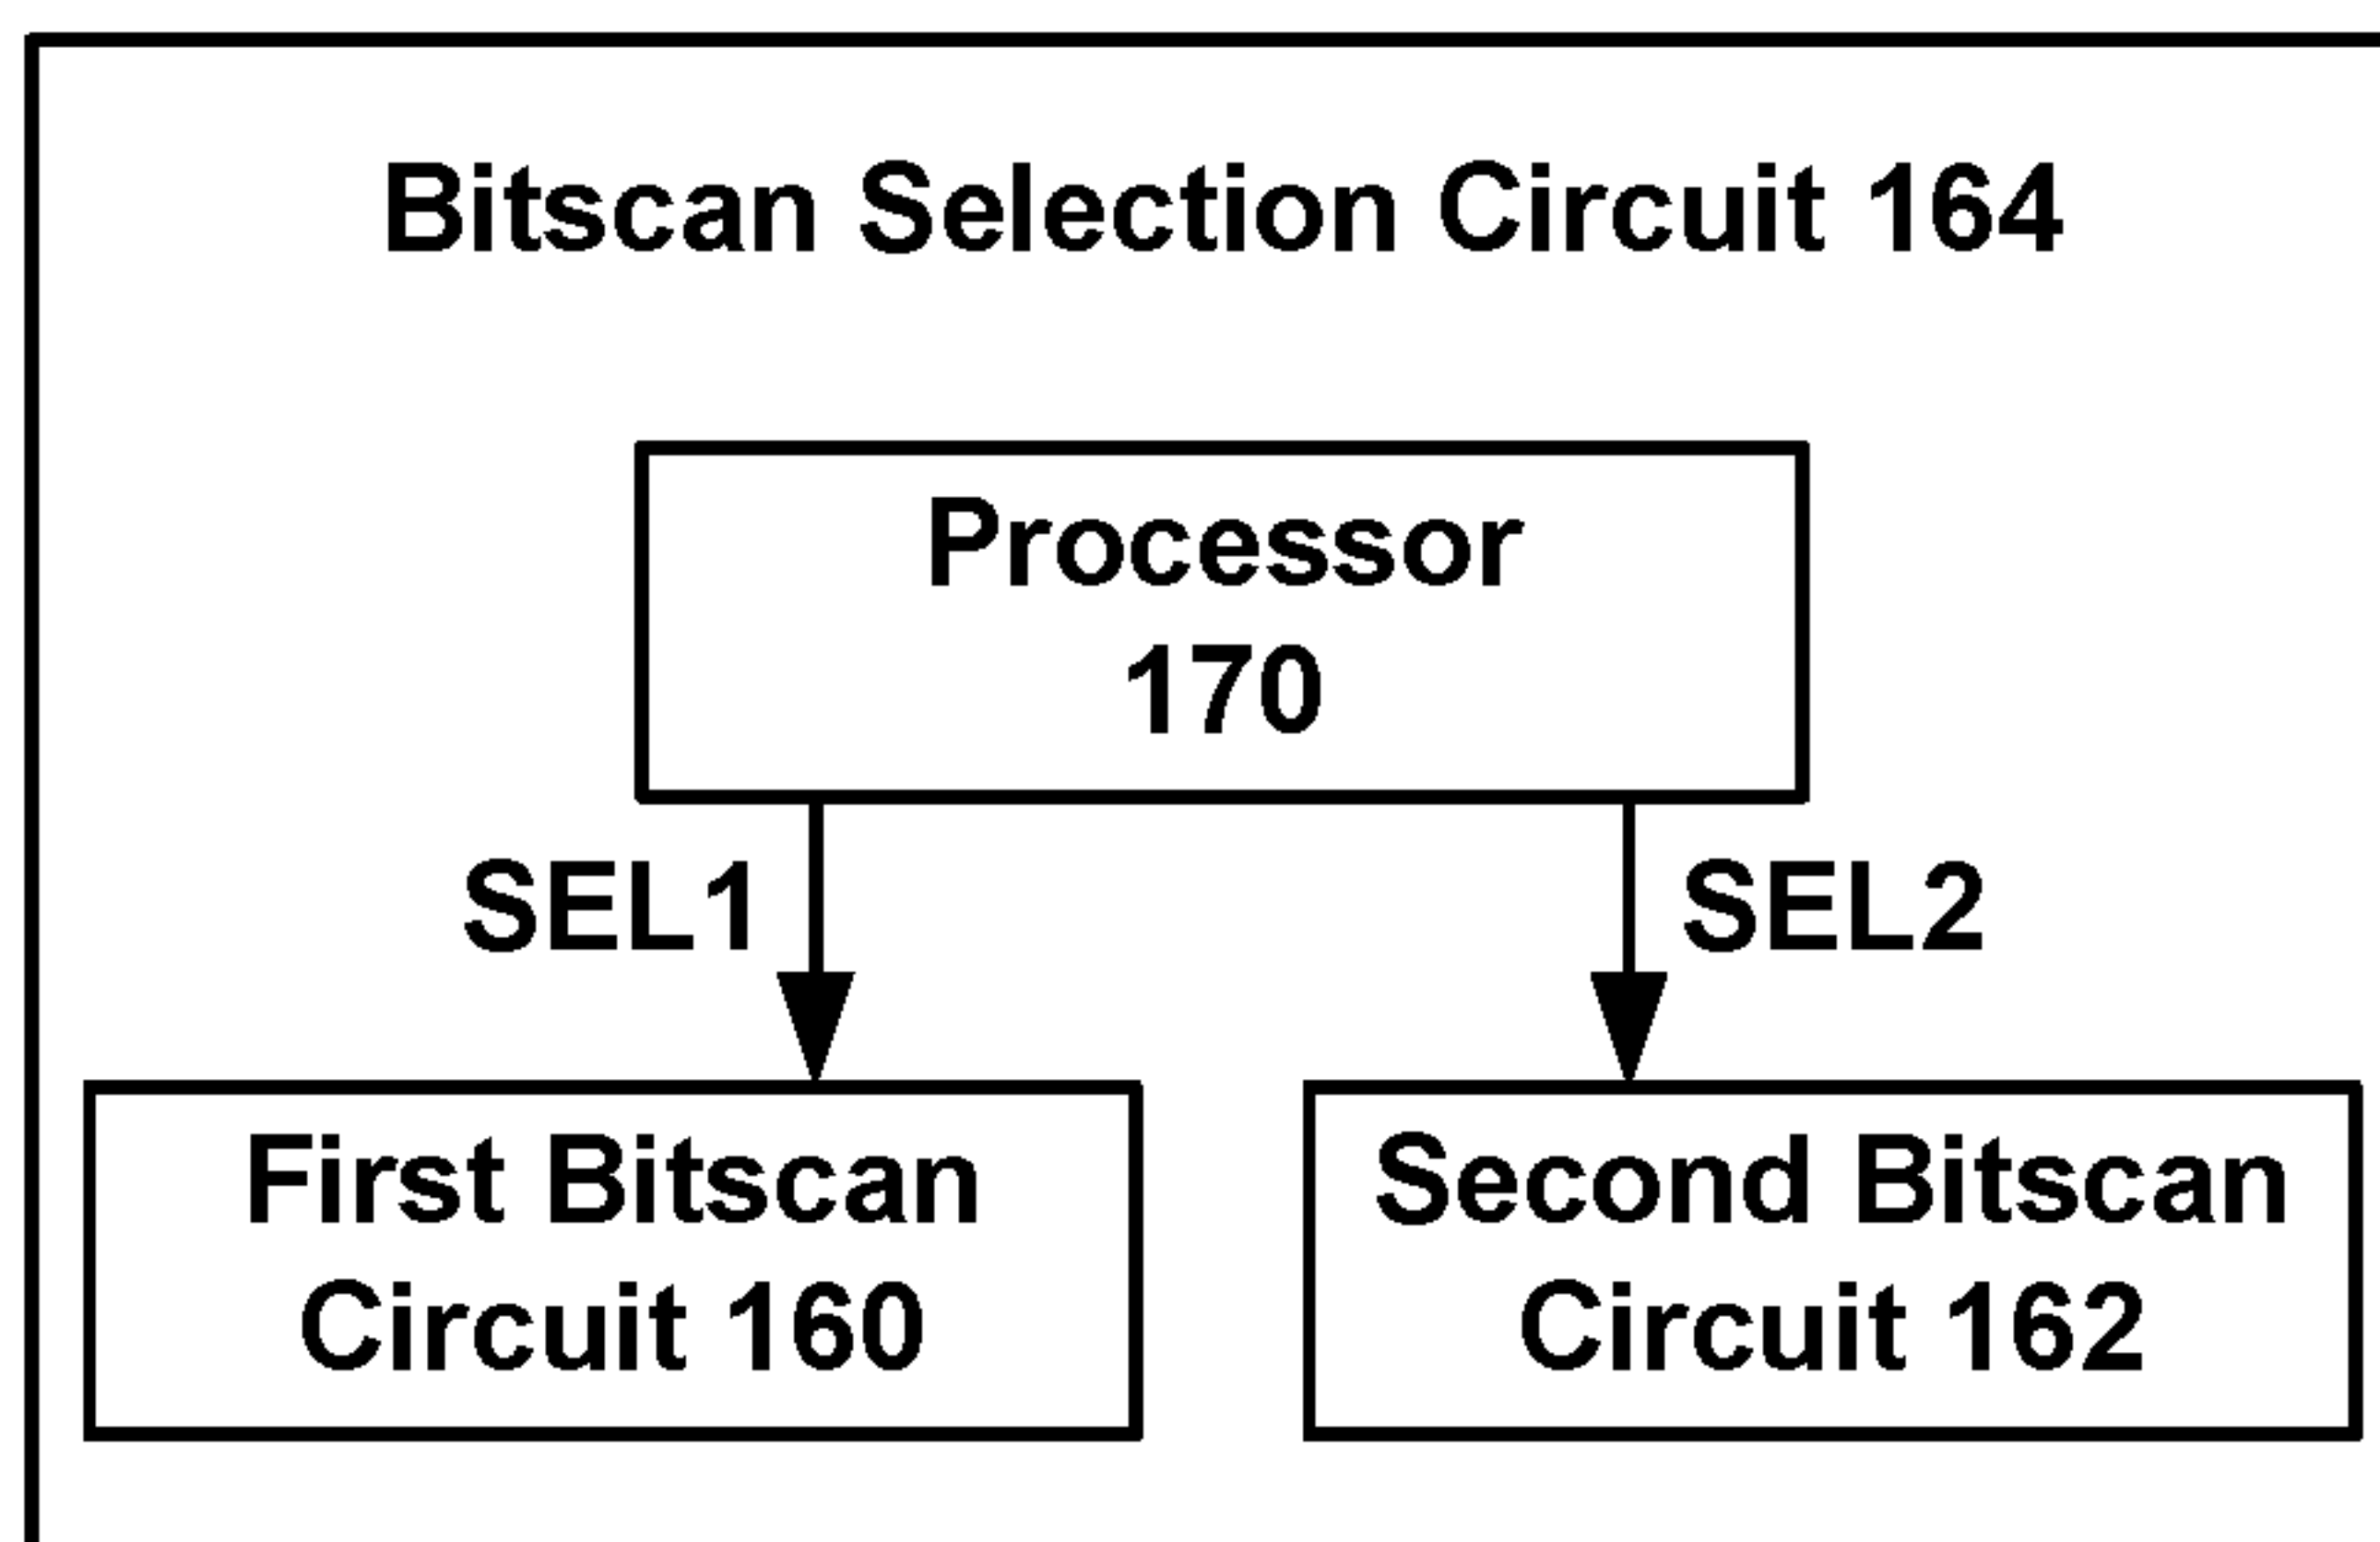 Bitscan Selection Circuit 164
Processor
170
SEL1
SEL2
First Bitscan
Circuit 160
Second Bitscan
Circuit 162